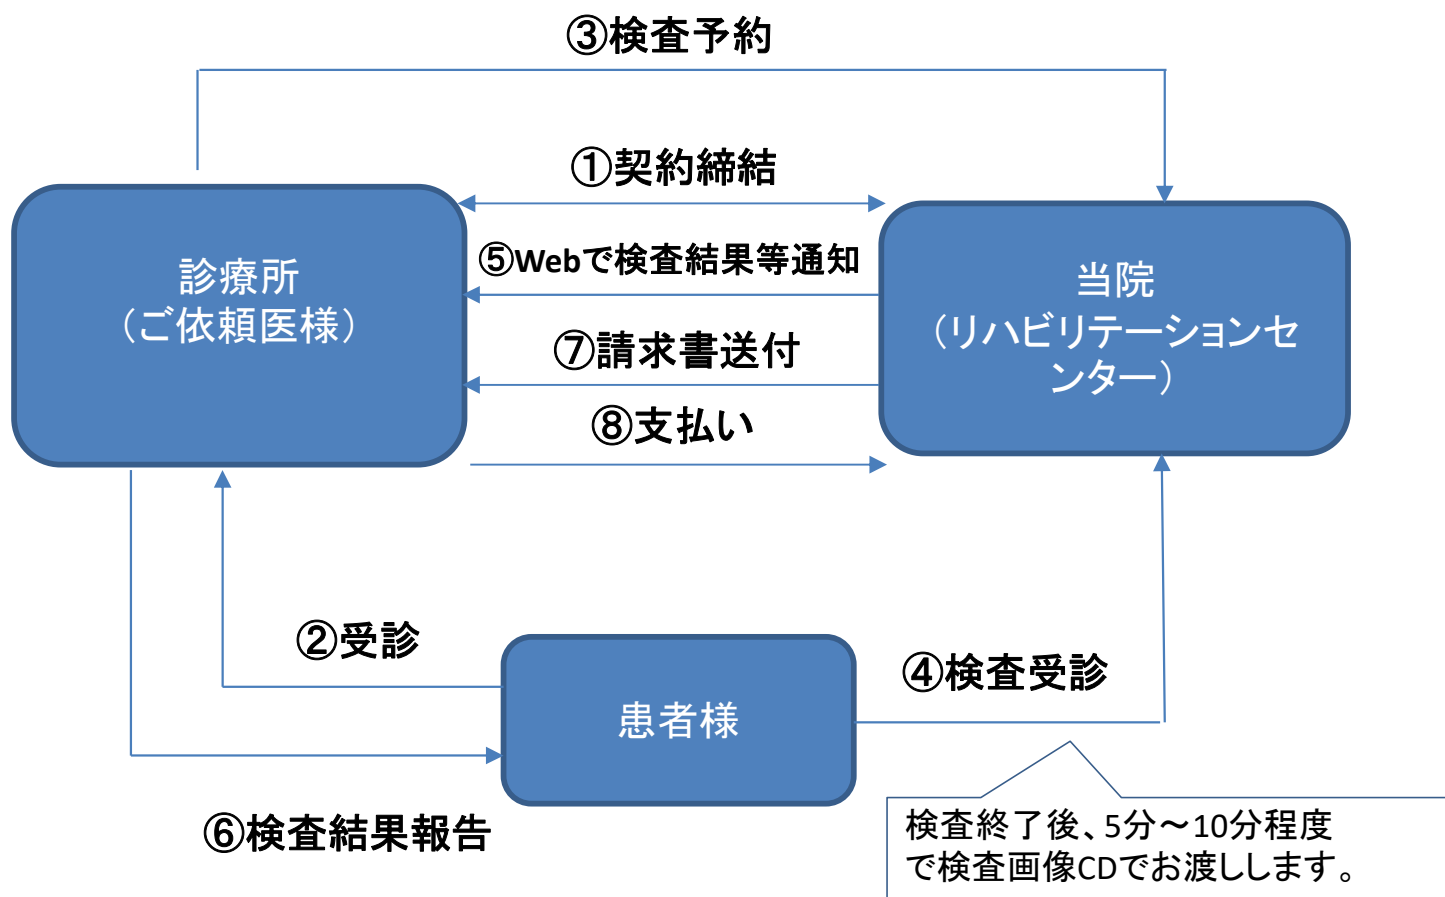 ③検査予約
①契約締結
⑤Webで検査結果等通知
診療所
（ご依頼医様）
当院
（リハビリテーションセ
ンター）
⑦請求書送付
⑧支払い
②受診
④検査受診
患者様
⑥検査結果報告
検査終了後、5分～10分程度
で検査画像CDでお渡しします。